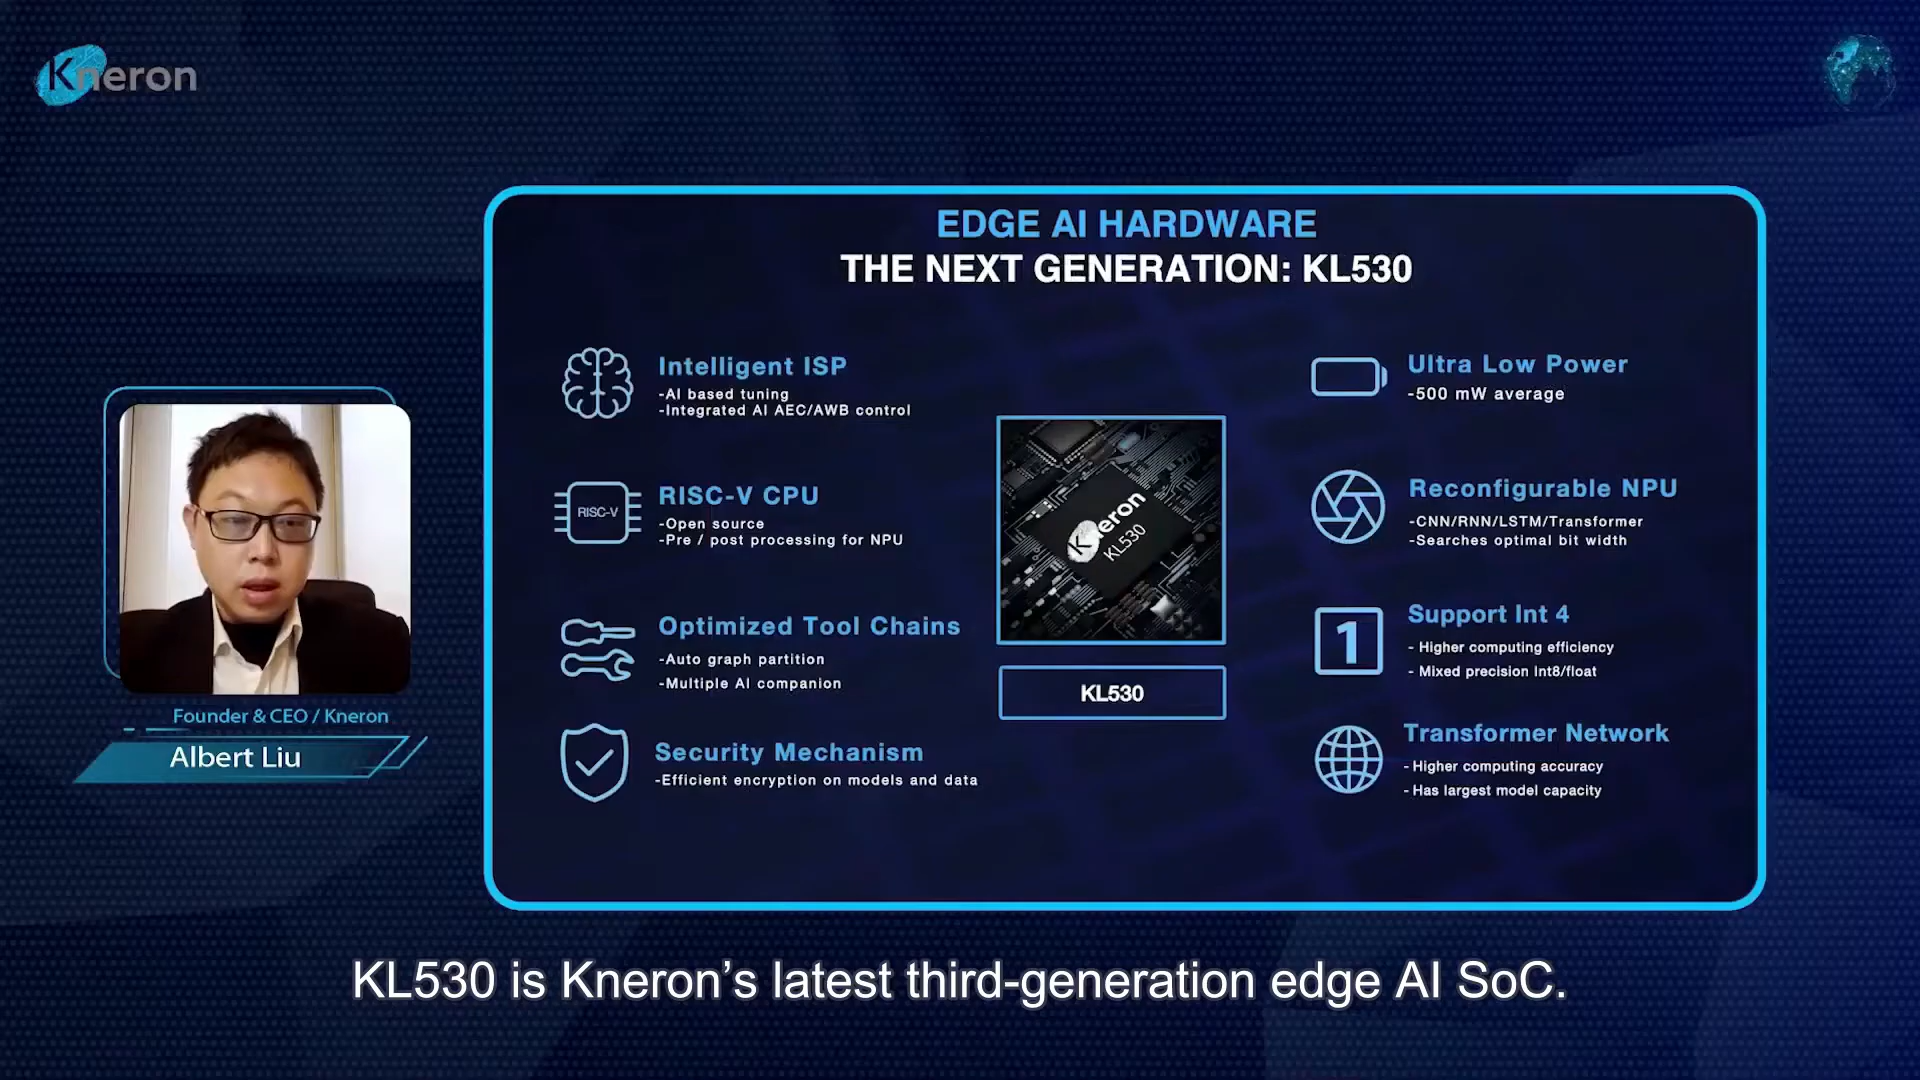 Kneron
EDGE AI HARDWARE
THE NEXT GENERATION: KL530
Intelligent ISP
-AI based tuning
-Integrated AI AEC/AWB control
RISC-V
RISC-V CPU
-Open source
-Pre / post processing for NPU
Optimized Tool Chains
-Auto graph partition
-Multiple AI companion
Security Mechanism
-Efficient encryption on models and data
Kneron
KL530
KL530
Ultra Low Power
-500 mW average
Reconfigurable NPU
-CNN/RNN/LSTM/Transformer
-Searches optimal bit width
1
Support Int 4
- Higher computing efficiency
- Mixed precision Int8/float
Transformer Network
- Higher computing accuracy
- Has largest model capacity
Founder & CEO / Kneron
Albert Liu
KL530 is Kneron’s latest third-generation edge AI SoC.